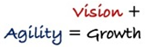 Vision +
Agility = Growth